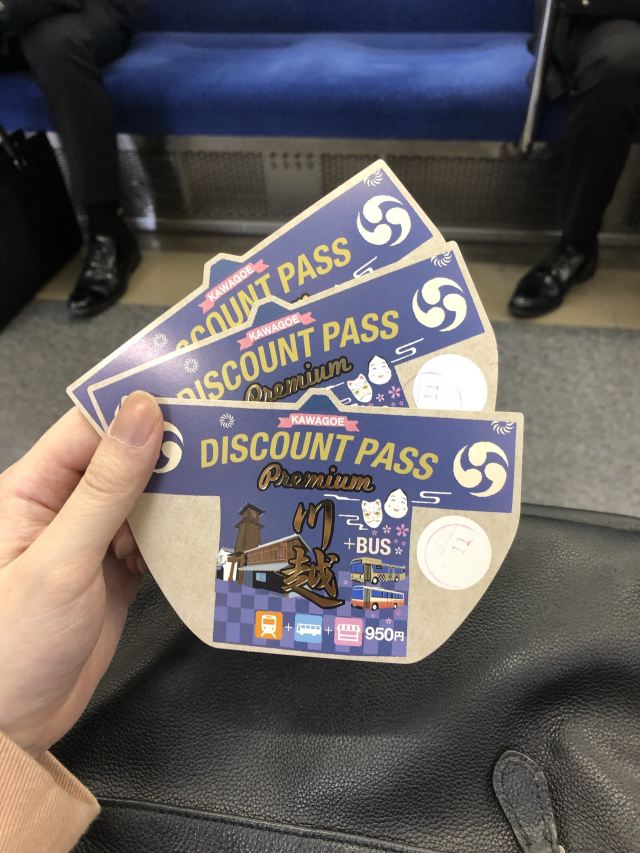 KAWAGOE
DISCOUNT PASS
KAWAGOE
DISCOUNT PASS
Premium
KAWAGOE
DISCOUNT PASS
Premium
川越
+BUS
++950円